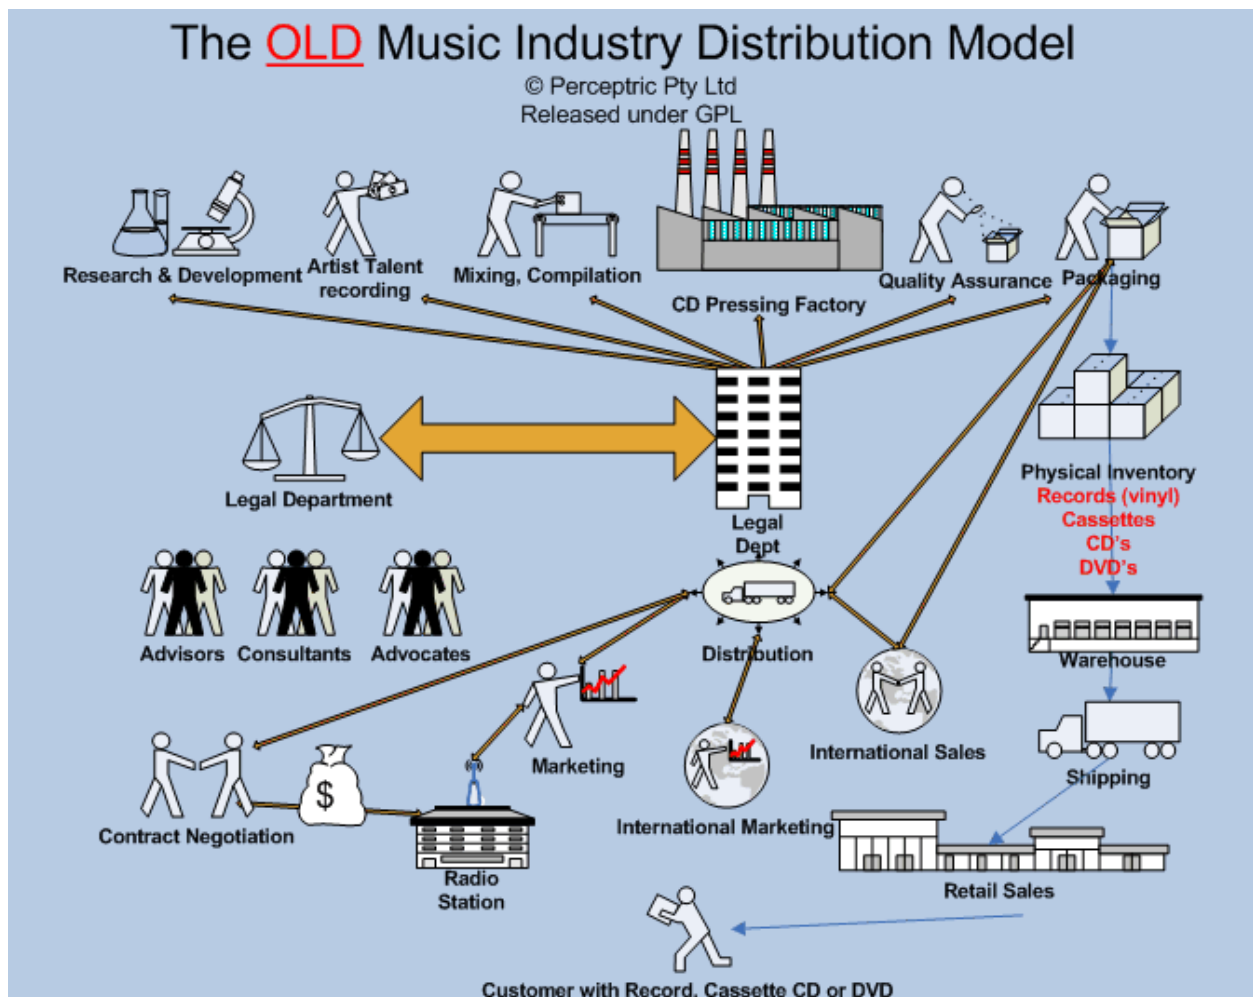 The OLD Music Industry Distribution Model
© Perceptric Pty Ltd
Released under GPL
Research & Development
Artist Talent
recording
Mixing, Compilation
CD Pressing Factory
Quality Assurance
Packaging
Legal Department
Legal
Dept
Physical Inventory
Records (vinyl)
Cassettes
CD's
DVD's
Advisors
Consultants
Advocates
Distribution
Warehouse
Marketing
International Sales
Shipping
$
Contract Negotiation
International Marketing
Radio
Station
Retail Sales
Customer with Record, Cassette CD or DVD